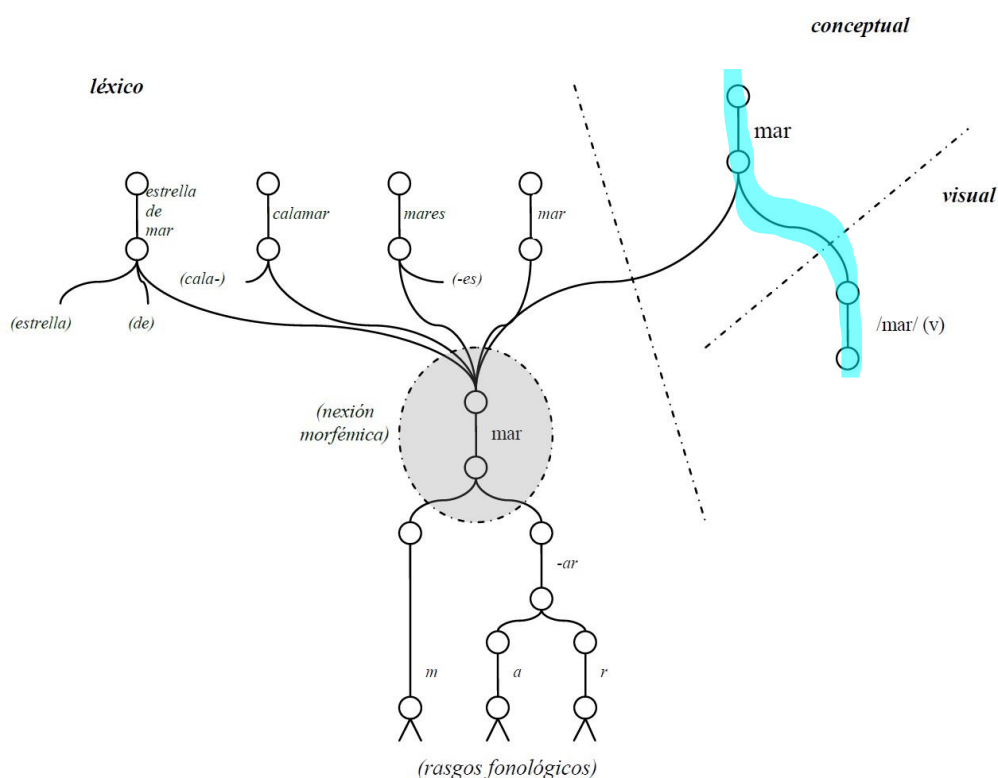 conceptual
léxico
mar
visual
estrella
de
mar
calamar
mares
mar
(cala-)
(-es)
(estrella)
(de)
/mar/ (v)
(nexión
morfémica)
mar
-ar
m
a
r
(rasgos fonológicos)